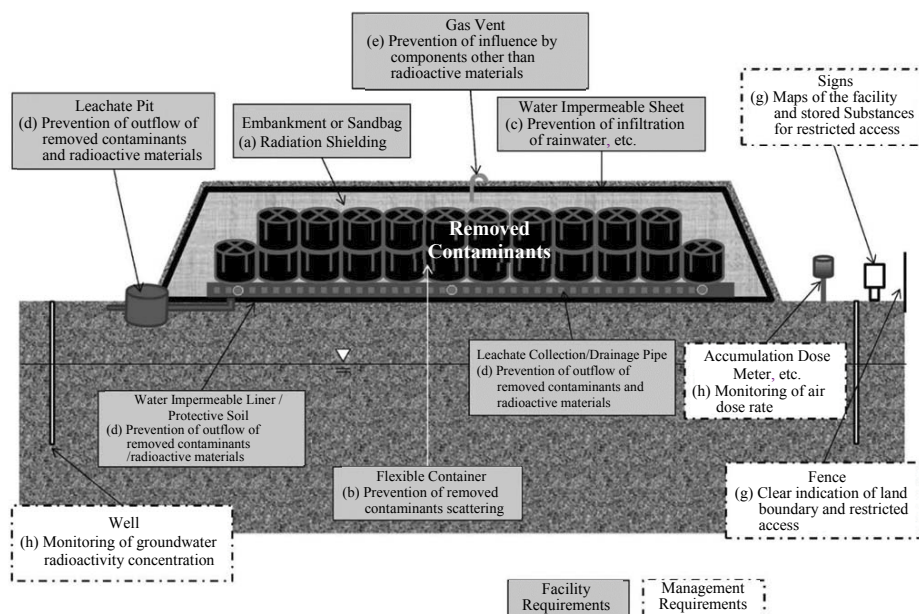 Gas Vent
(e) Prevention of influence by
components other than
radioactive materials
Signs
(g) Maps of the facility
and stored Substances
for restricted access
Leachate Pit
(d) Prevention of outflow of
removed contaminants
and radioactive materials
Embankment or Sandbag
(a) Radiation Shielding
Water Impermeable Sheet
(c) Prevention of infiltration
of rainwater, etc.
Removed
Contaminants
Leachate Collection/Drainage Pipe
(d) Prevention of outflow of
removed contaminants and
radioactive materials
Accumulation Dose
Meter, etc.
(h) Monitoring of air
dose rate
Water Impermeable Liner /
Protective Soil
(d) Prevention of outflow of
removed contaminants
/radioactive materials
Flexible Container
(b) Prevention of removed
contaminants scattering
Fence
(g) Clear indication of land
boundary and restricted
access
Well
(h) Monitoring of groundwater
radioactivity concentration
Facility
Requirements
Management
Requirements